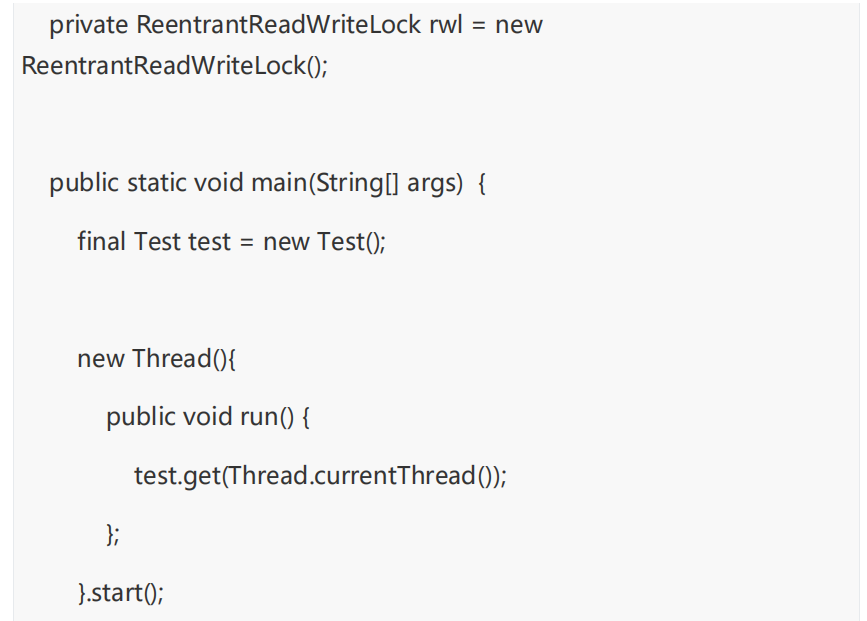 private ReentrantReadWriteLock rwl = new
ReentrantReadWriteLock();
public static void main(String[] args)  {
final Test test = new Test();
new Thread(){
public void run() {
test.get(Thread.currentThread());
};
}.start();